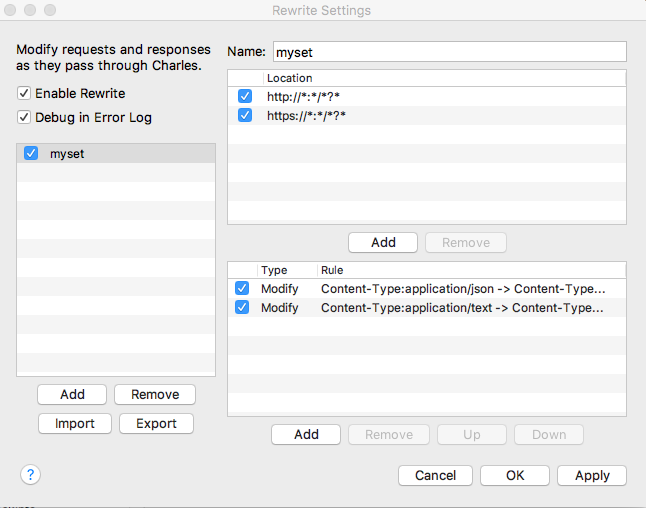 Rewrite Settings
Modify requests and responses
as they pass through Charles.
Enable Rewrite
Debug in Error Log
myset
Add Remove
Import Export
Name: myset
Location
http://*:*/*?*
https://*:*/*?*
Add Remove
Type Rule
Modify Content-Type:application/json -> Content-Type...
Modify Content-Type:application/text -> Content-Type...
Add Remove Up Down
? Cancel OK Apply